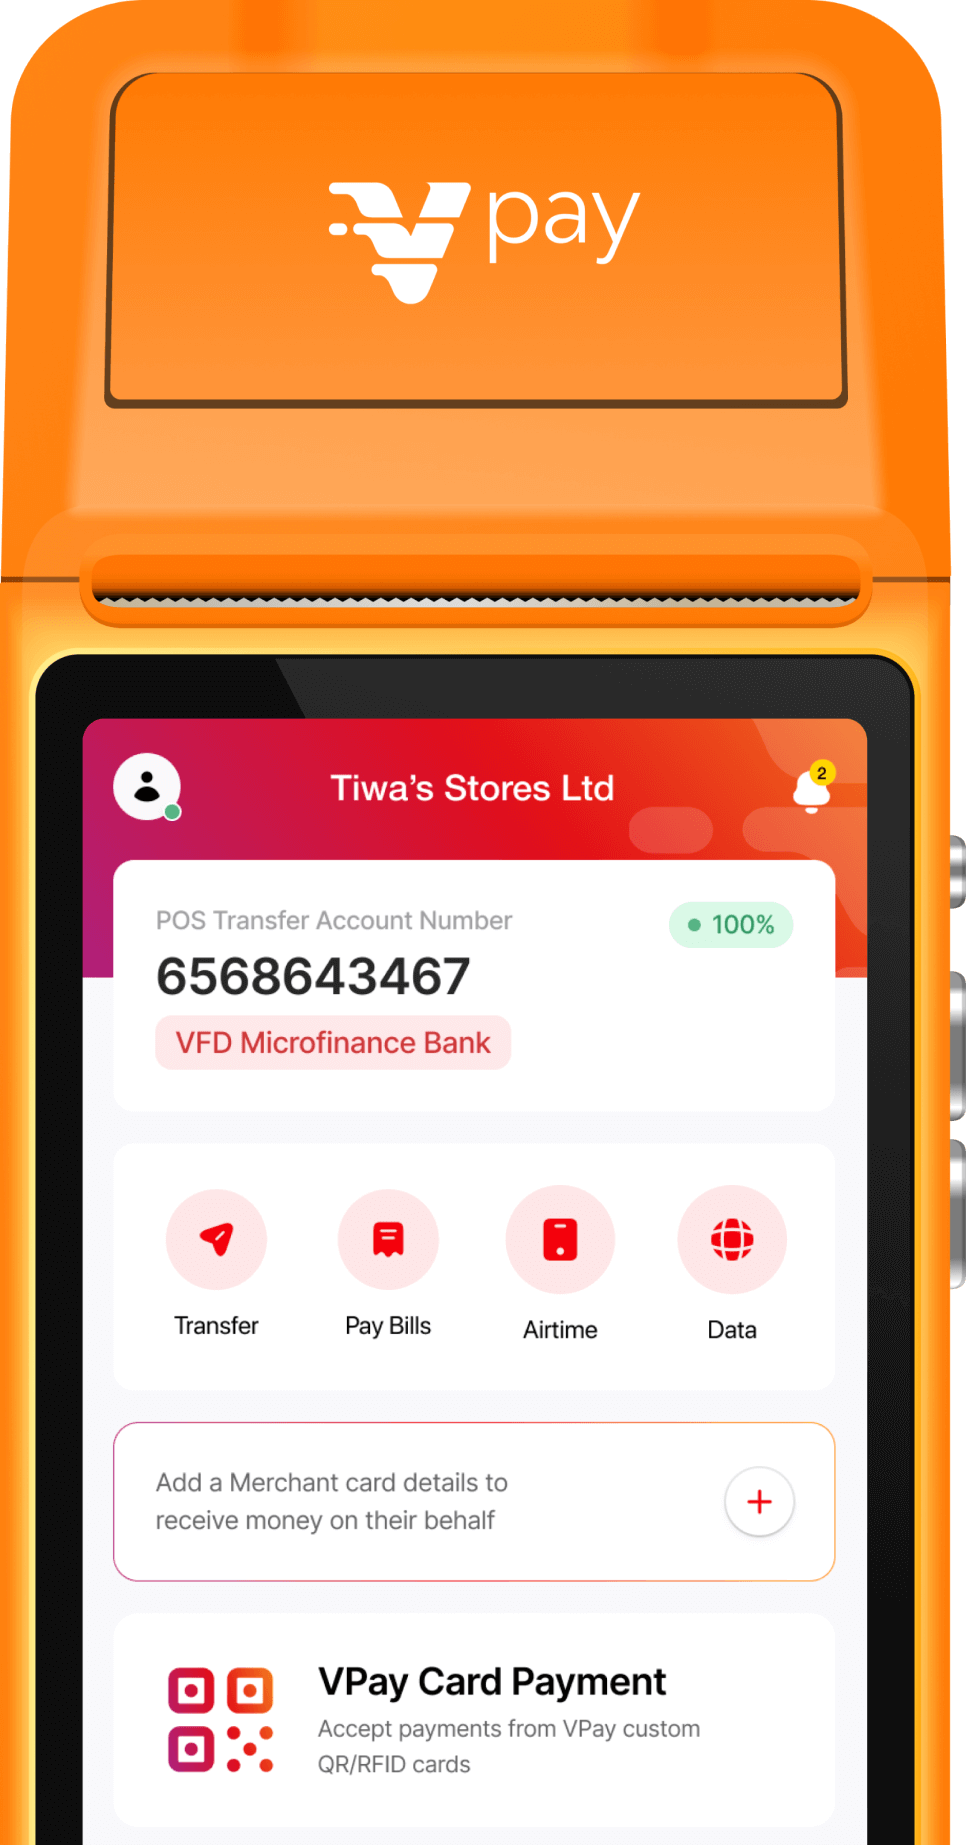 V pay
Tiwa's Stores Ltd
2
POS Transfer Account Number
100%
6568643467
VFD Microfinance Bank
Transfer
Pay Bills
Airtime
Data
Add a Merchant card details to
receive money on their behalf
VPay Card Payment
Accept payments from VPay custom
QR/RFID cards